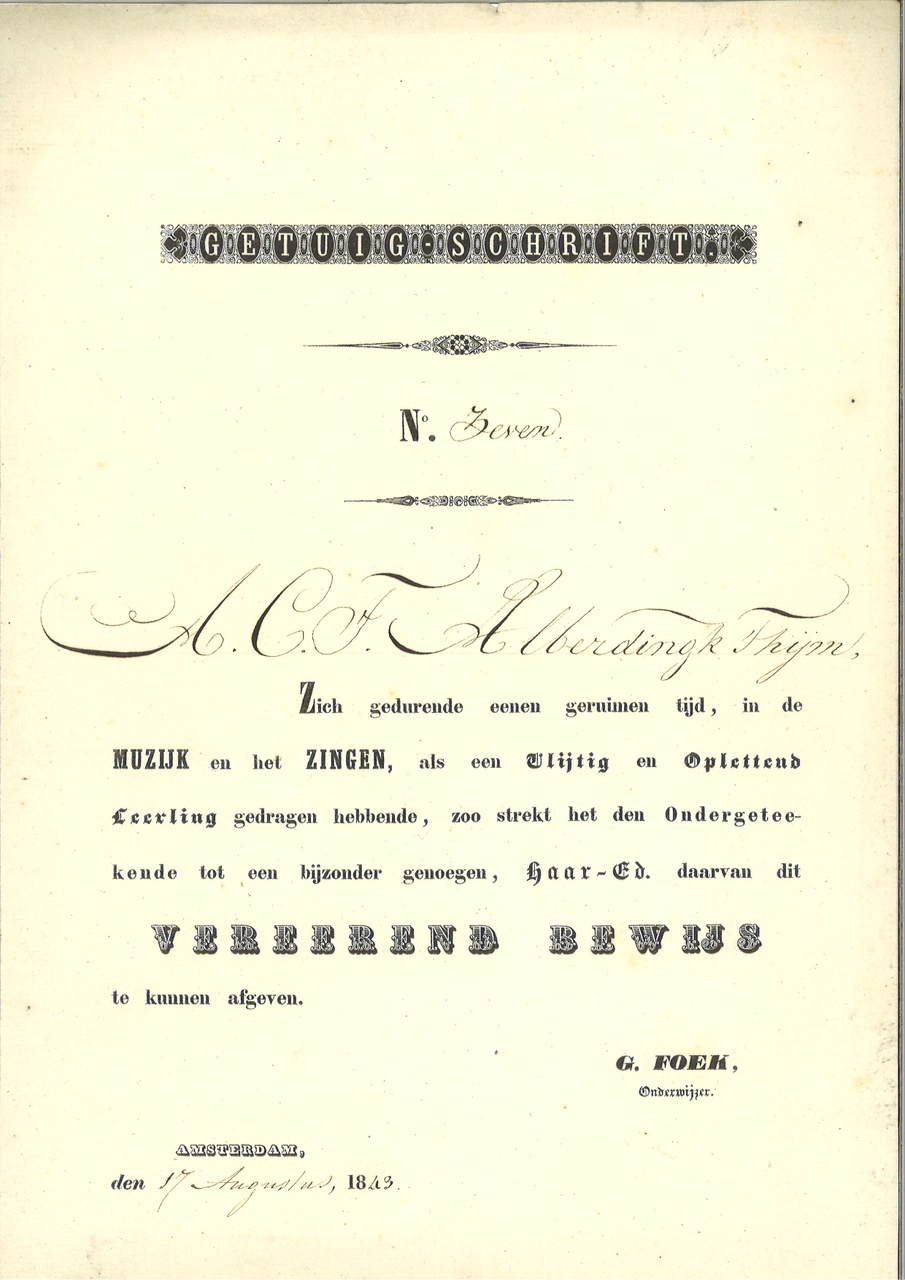 GETUIG-SCHRIFT.
No. Zeven.
A. C. F. Alberdingk Thijm,
Zich gedurende eenen geruimen tijd, in de
MUZIJK en het ZINGEN, als een Vlijtig en Oplettend
Leerling gedragen hebbende, zoo strekt het den Ondergetee-
kende tot een bijzonder genoegen, Haar-Ed. daarvan dit
VEREEREND BEWIJS
te kunnen afgeven.
G. FOEK,
Onderwijzer.
AMSTERDAM,
den 17 Augustus, 1843.